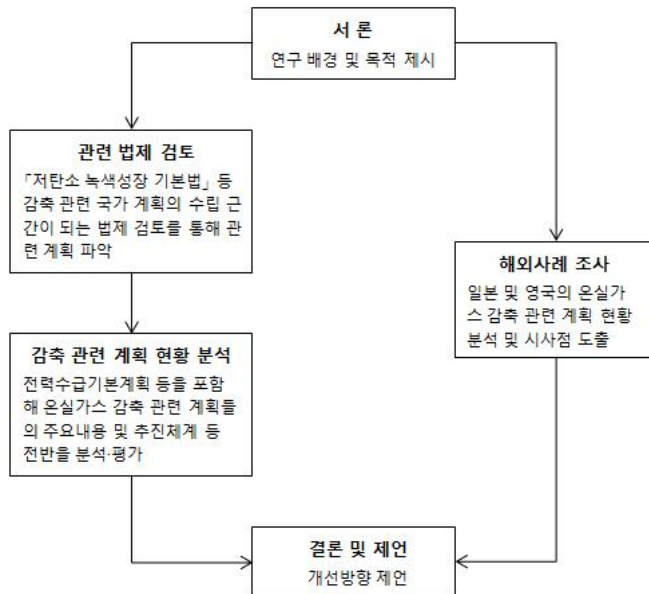 서 론
연구 배경 및 목적 제시
관련 법제 검토
「저탄소 녹색성장 기본법」 등
감축 관련 국가 계획의 수립 근
간이 되는 법제 검토를 통해 관
련 계획 파악
해외사례 조사
일본 및 영국의 온실가
스 감축 관련 계획 현황
분석 및 시사점 도출
감축 관련 계획 현황 분석
전력수급기본계획 등을 포함
해 온실가스 감축 관련 계획들
의 주요내용 및 추진체계 등
전반을 분석·평가
결론 및 제언
개선방향 제언